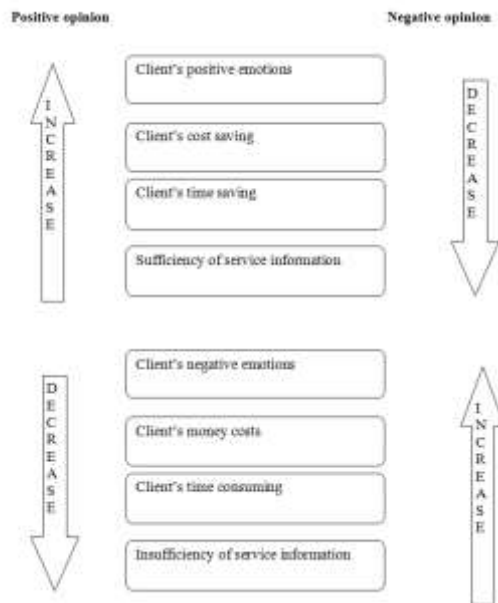 Positive opinion
Negative opinion
INCREASE
Client's positive emotions
Client's cost saving
Client's time saving
Sufficiency of service information
DECREASE
DECREASE
Client's negative emotions
Client's money costs
Client's time consuming
Insufficiency of service information
INCREASE